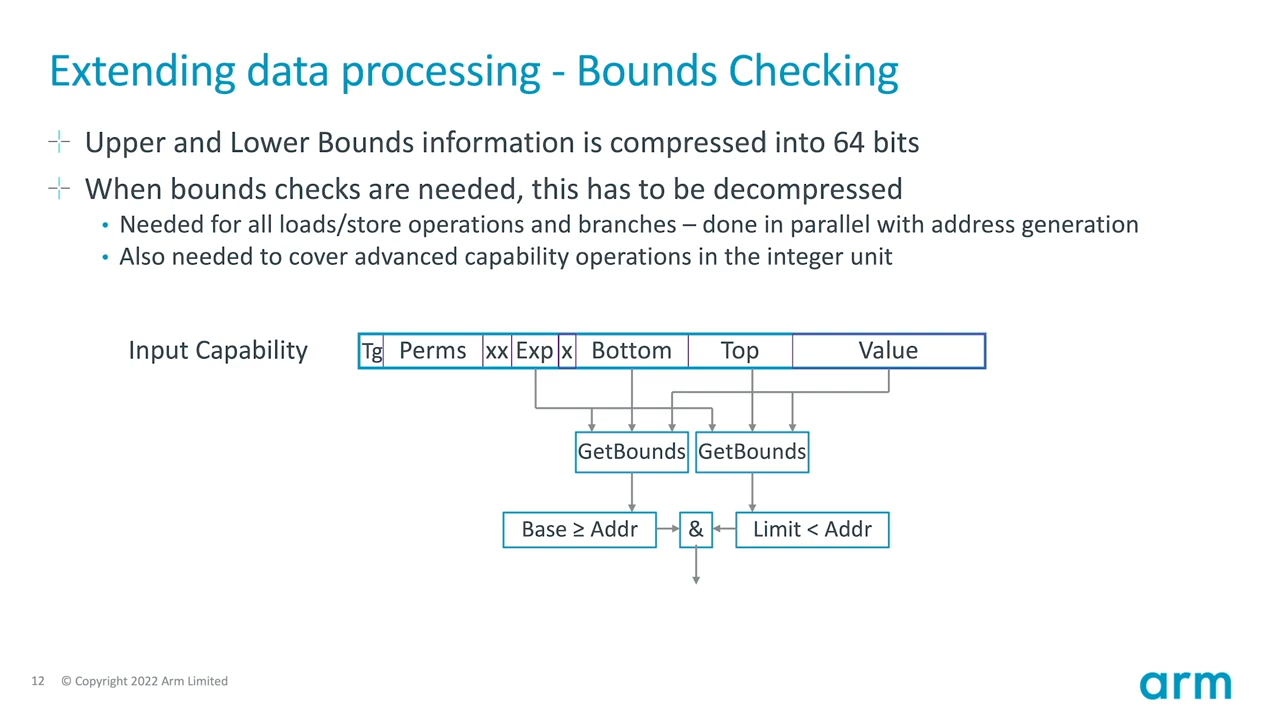 Extending data processing - Bounds Checking
Upper and Lower Bounds information is compressed into 64 bits
When bounds checks are needed, this has to be decompressed
• Needed for all loads/store operations and branches – done in parallel with address generation
• Also needed to cover advanced capability operations in the integer unit
Input Capability Tg Perms xx Exp x Bottom Top Value
GetBounds GetBounds
Base ≥ Addr & Limit < Addr
12 © Copyright 2022 Arm Limited
arm